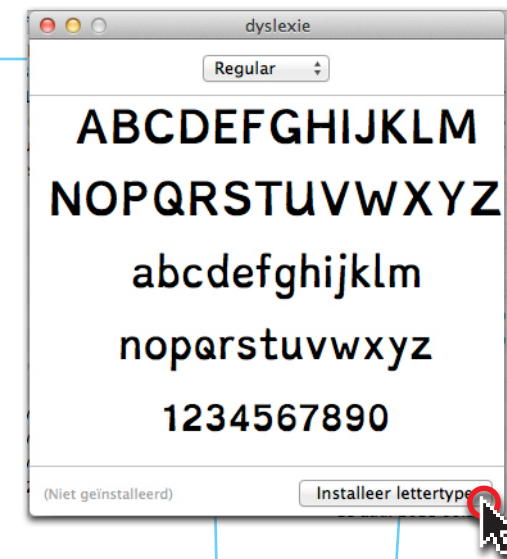 dyslexie
Regular
ABCDEFGHIJKLM
NOPQRSTUVWXYZ
abcdefghijklm
nopqrstuvwxyz
1234567890
(Niet geïnstalleerd)
Installeer lettertype